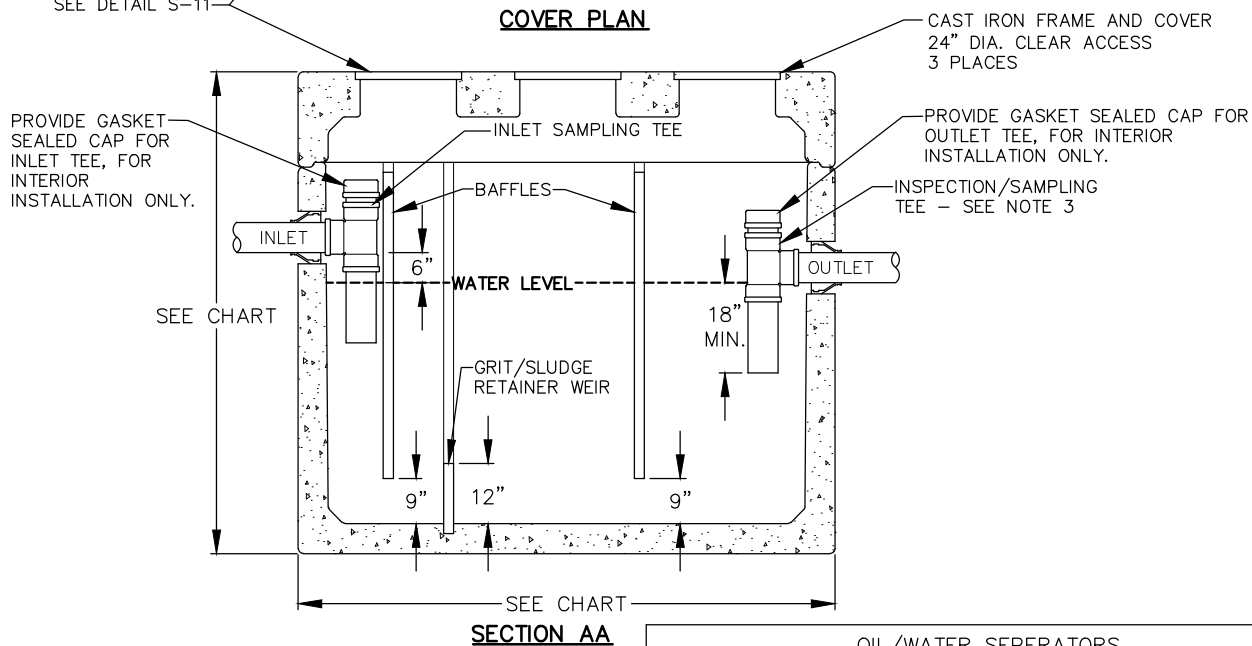 SEE DETAIL S-11
COVER PLAN
CAST IRON FRAME AND COVER
24" DIA. CLEAR ACCESS
3 PLACES
PROVIDE GASKET
SEALED CAP FOR
INLET TEE, FOR
INTERIOR
INSTALLATION ONLY.
INLET SAMPLING TEE
PROVIDE GASKET SEALED CAP FOR
OUTLET TEE, FOR INTERIOR
INSTALLATION ONLY.
BAFFLES
INSPECTION/SAMPLING
TEE – SEE NOTE 3
INLET
6"
OUTLET
WATER LEVEL
SEE CHART
18"
MIN.
GRIT/SLUDGE
RETAINER WEIR
9"
12"
9"
SEE CHART
SECTION AA
OIL/WATER SEPERATORS